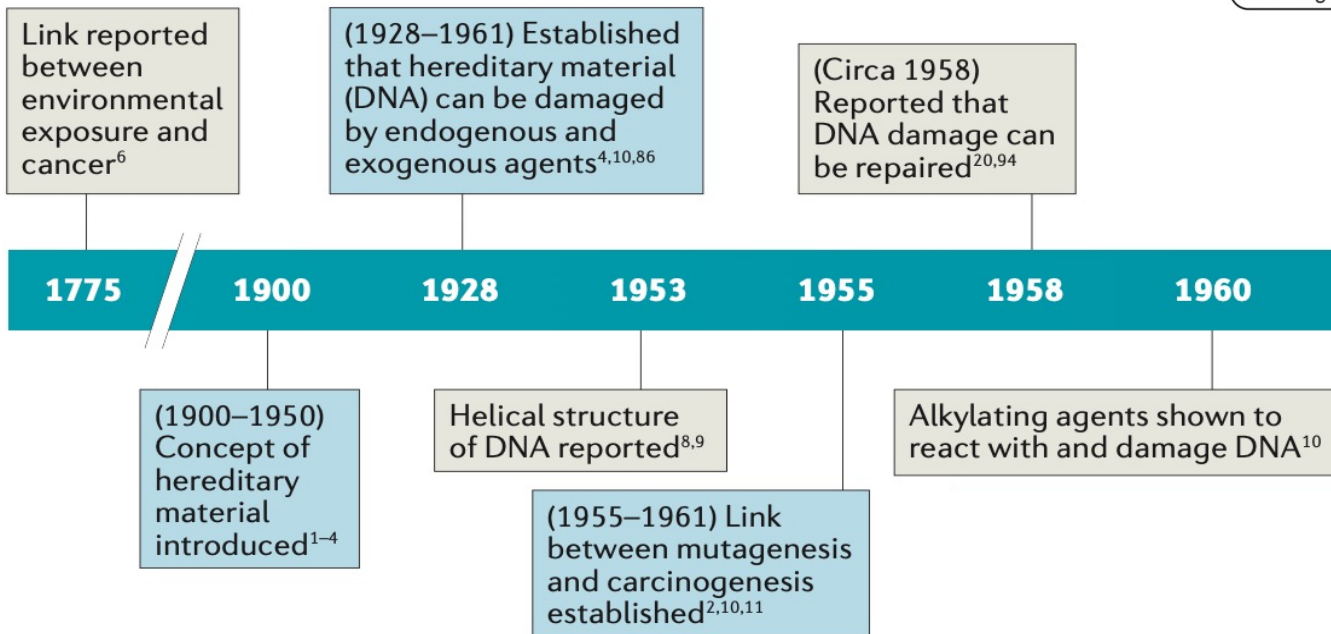 Link reported
between
environmental
exposure and
cancer⁶
(1928–1961) Established
that hereditary material
(DNA) can be damaged
by endogenous and
exogenous agents⁴,¹⁰,⁸⁶
(Circa 1958)
Reported that
DNA damage can
be repaired²⁰,⁹⁴
1775 1900 1928 1953 1955 1958 1960
(1900–1950)
Concept of
hereditary
material
introduced¹⁻⁴
Helical structure
of DNA reported⁸,⁹
(1955–1961) Link
between mutagenesis
and carcinogenesis
established²,¹⁰,¹¹
Alkylating agents shown to
react with and damage DNA¹⁰